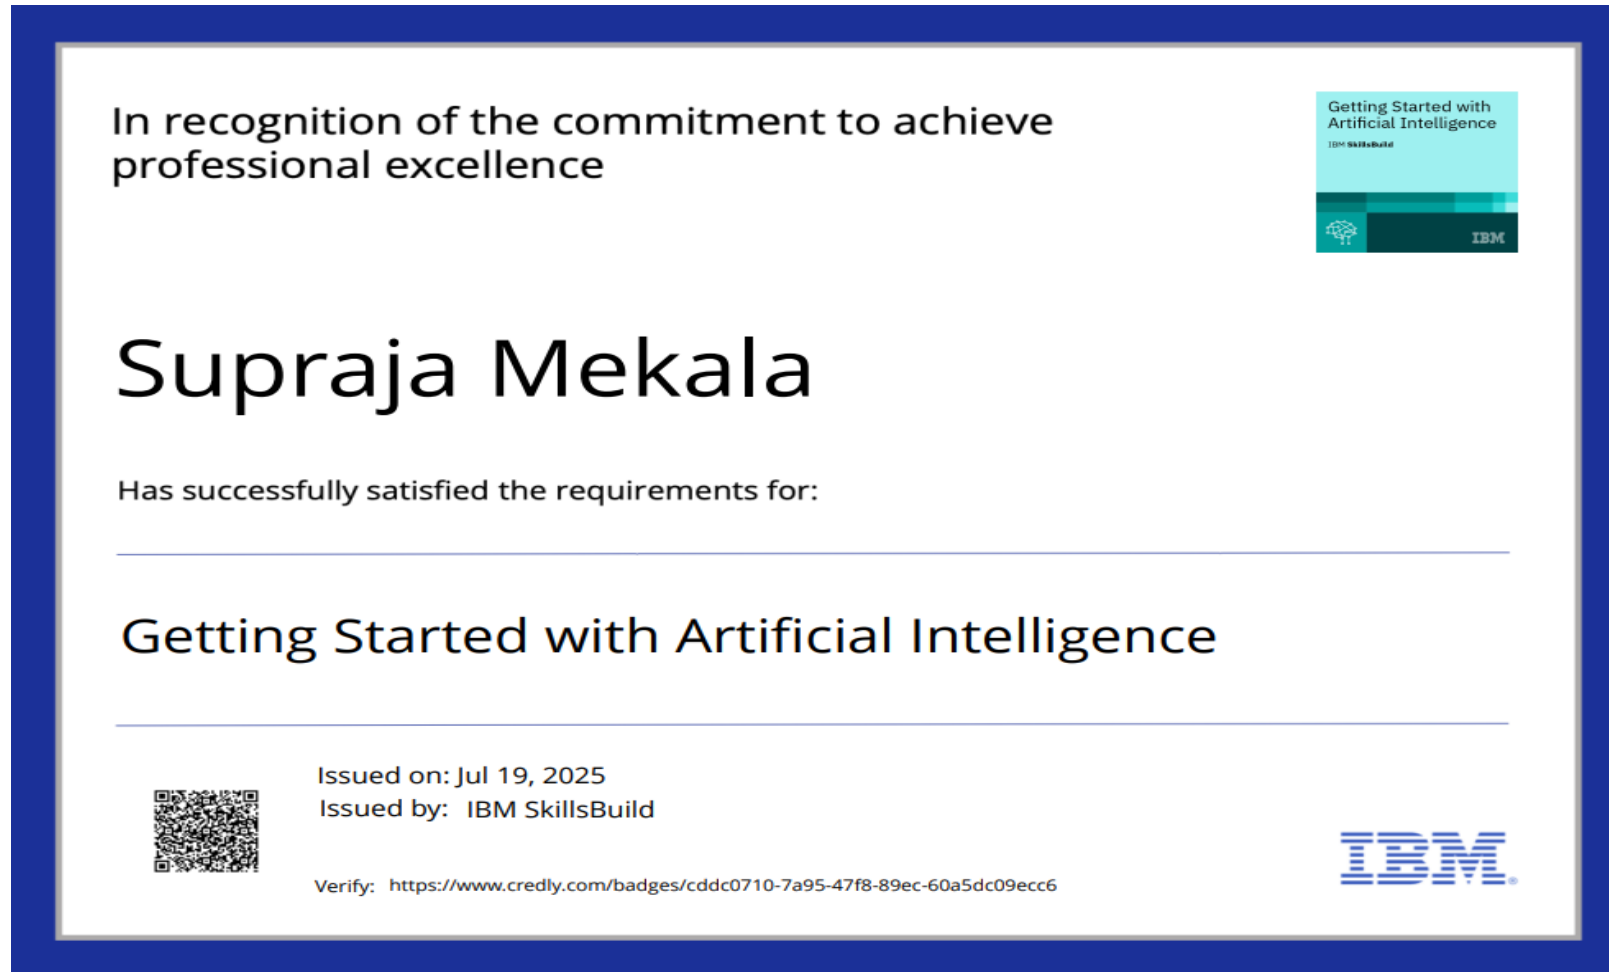 In recognition of the commitment to achieve
professional excellence
Getting Started with
Artificial Intelligence
IBM SkillsBuild
IBM
Supraja Mekala
Has successfully satisfied the requirements for:
Getting Started with Artificial Intelligence
Issued on: Jul 19, 2025
Issued by: IBM SkillsBuild
Verify: https://www.credly.com/badges/cddc0710-7a95-47f8-89ec-60a5dc09ecc6
IBM®